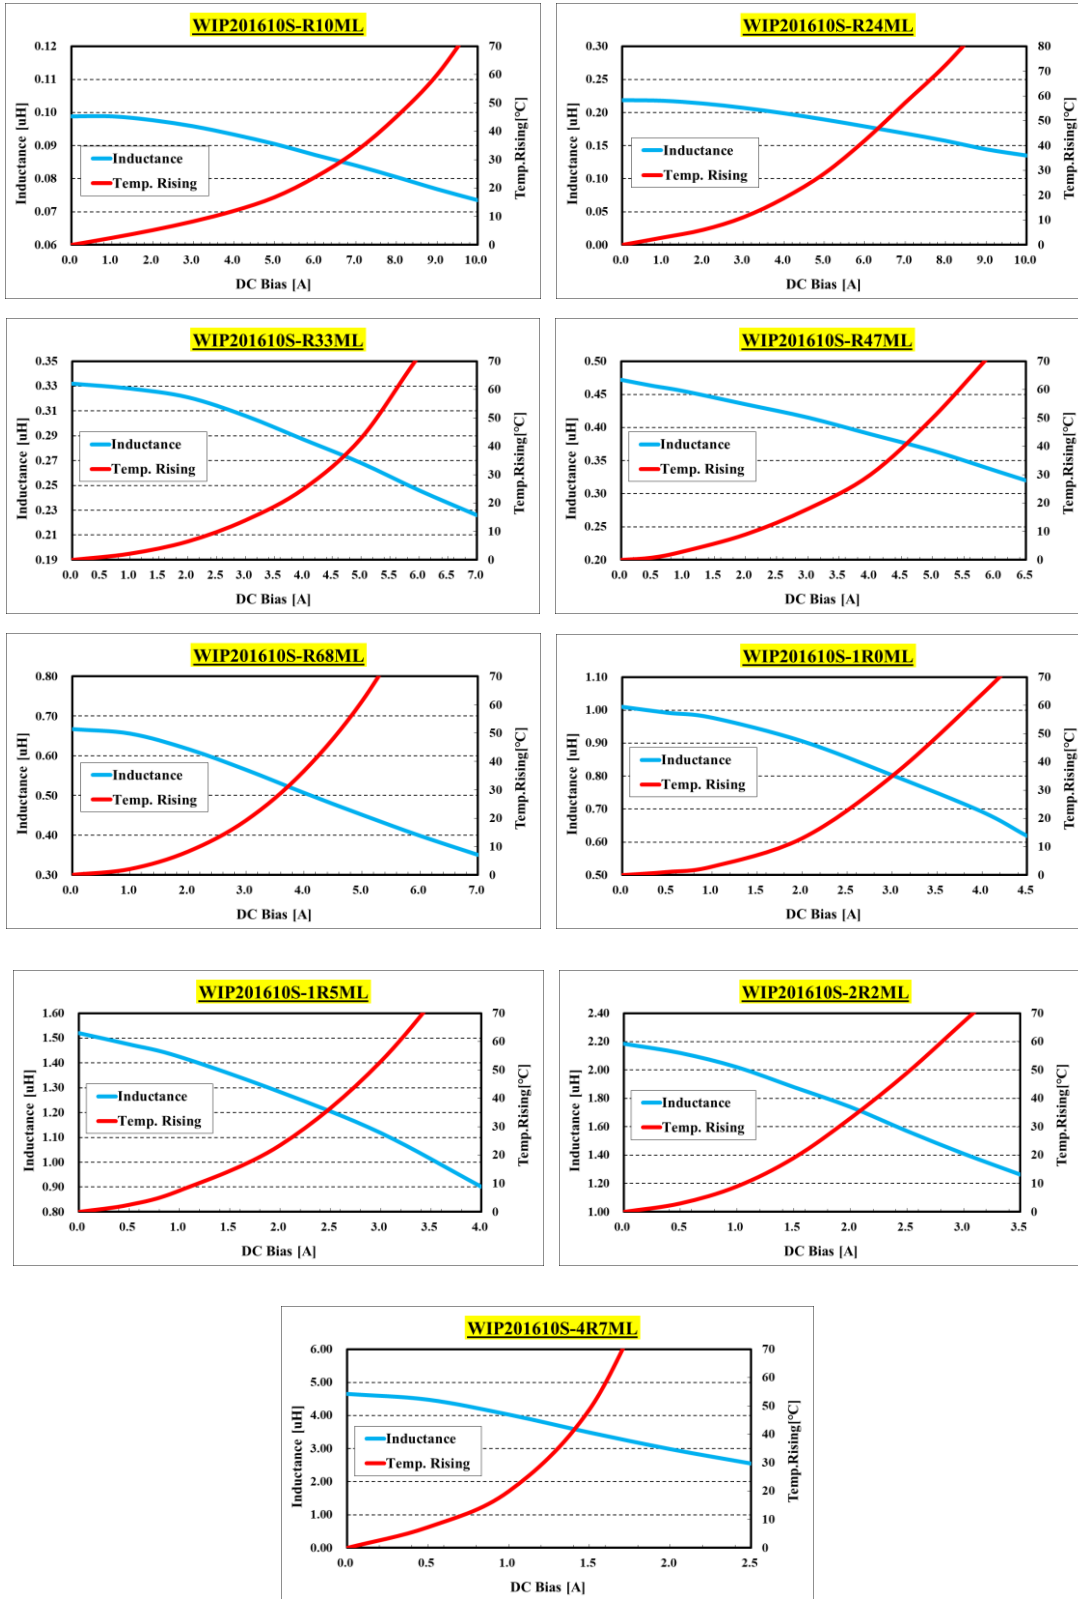 WIP201610S-R10ML
0.12
0.11
0.10
0.09
0.08
0.07
0.06
Inductance [uH]
70
60
50
40
30
20
10
0
Temp.Rising[°C]
Inductance
Temp. Rising
0.0 1.0 2.0 3.0 4.0 5.0 6.0 7.0 8.0 9.0 10.0
DC Bias [A]
WIP201610S-R24ML
0.30
0.25
0.20
0.15
0.10
0.05
0.00
Inductance [uH]
80
70
60
50
40
30
20
10
0
Temp.Rising[°C]
Inductance
Temp. Rising
0.0 1.0 2.0 3.0 4.0 5.0 6.0 7.0 8.0 9.0 10.0
DC Bias [A]
WIP201610S-R33ML
0.35
0.33
0.31
0.29
0.27
0.25
0.23
0.21
0.19
Inductance [uH]
70
60
50
40
30
20
10
0
Temp.Rising[°C]
Inductance
Temp. Rising
0.0 0.5 1.0 1.5 2.0 2.5 3.0 3.5 4.0 4.5 5.0 5.5 6.0 6.5 7.0
DC Bias [A]
WIP201610S-R47ML
0.50
0.45
0.40
0.35
0.30
0.25
0.20
Inductance [uH]
70
60
50
40
30
20
10
0
Temp.Rising[°C]
Inductance
Temp. Rising
0.0 0.5 1.0 1.5 2.0 2.5 3.0 3.5 4.0 4.5 5.0 5.5 6.0 6.5
DC Bias [A]
WIP201610S-R68ML
0.80
0.70
0.60
0.50
0.40
0.30
Inductance [uH]
70
60
50
40
30
20
10
0
Temp.Rising[°C]
Inductance
Temp. Rising
0.0 1.0 2.0 3.0 4.0 5.0 6.0 7.0
DC Bias [A]
WIP201610S-1R0ML
1.10
1.00
0.90
0.80
0.70
0.60
0.50
Inductance [uH]
70
60
50
40
30
20
10
0
Temp.Rising[°C]
Inductance
Temp. Rising
0.0 0.5 1.0 1.5 2.0 2.5 3.0 3.5 4.0 4.5
DC Bias [A]
WIP201610S-1R5ML
1.60
1.50
1.40
1.30
1.20
1.10
1.00
0.90
0.80
Inductance [uH]
70
60
50
40
30
20
10
0
Temp.Rising[°C]
Inductance
Temp. Rising
0.0 0.5 1.0 1.5 2.0 2.5 3.0 3.5 4.0
DC Bias [A]
WIP201610S-2R2ML
2.40
2.20
2.00
1.80
1.60
1.40
1.20
1.00
Inductance [uH]
70
60
50
40
30
20
10
0
Temp.Rising[°C]
Inductance
Temp. Rising
0.0 0.5 1.0 1.5 2.0 2.5 3.0 3.5
DC Bias [A]
WIP201610S-4R7ML
6.00
5.00
4.00
3.00
2.00
1.00
0.00
Inductance [uH]
70
60
50
40
30
20
10
0
Temp.Rising[°C]
Inductance
Temp. Rising
0.0 0.5 1.0 1.5 2.0 2.5
DC Bias [A]